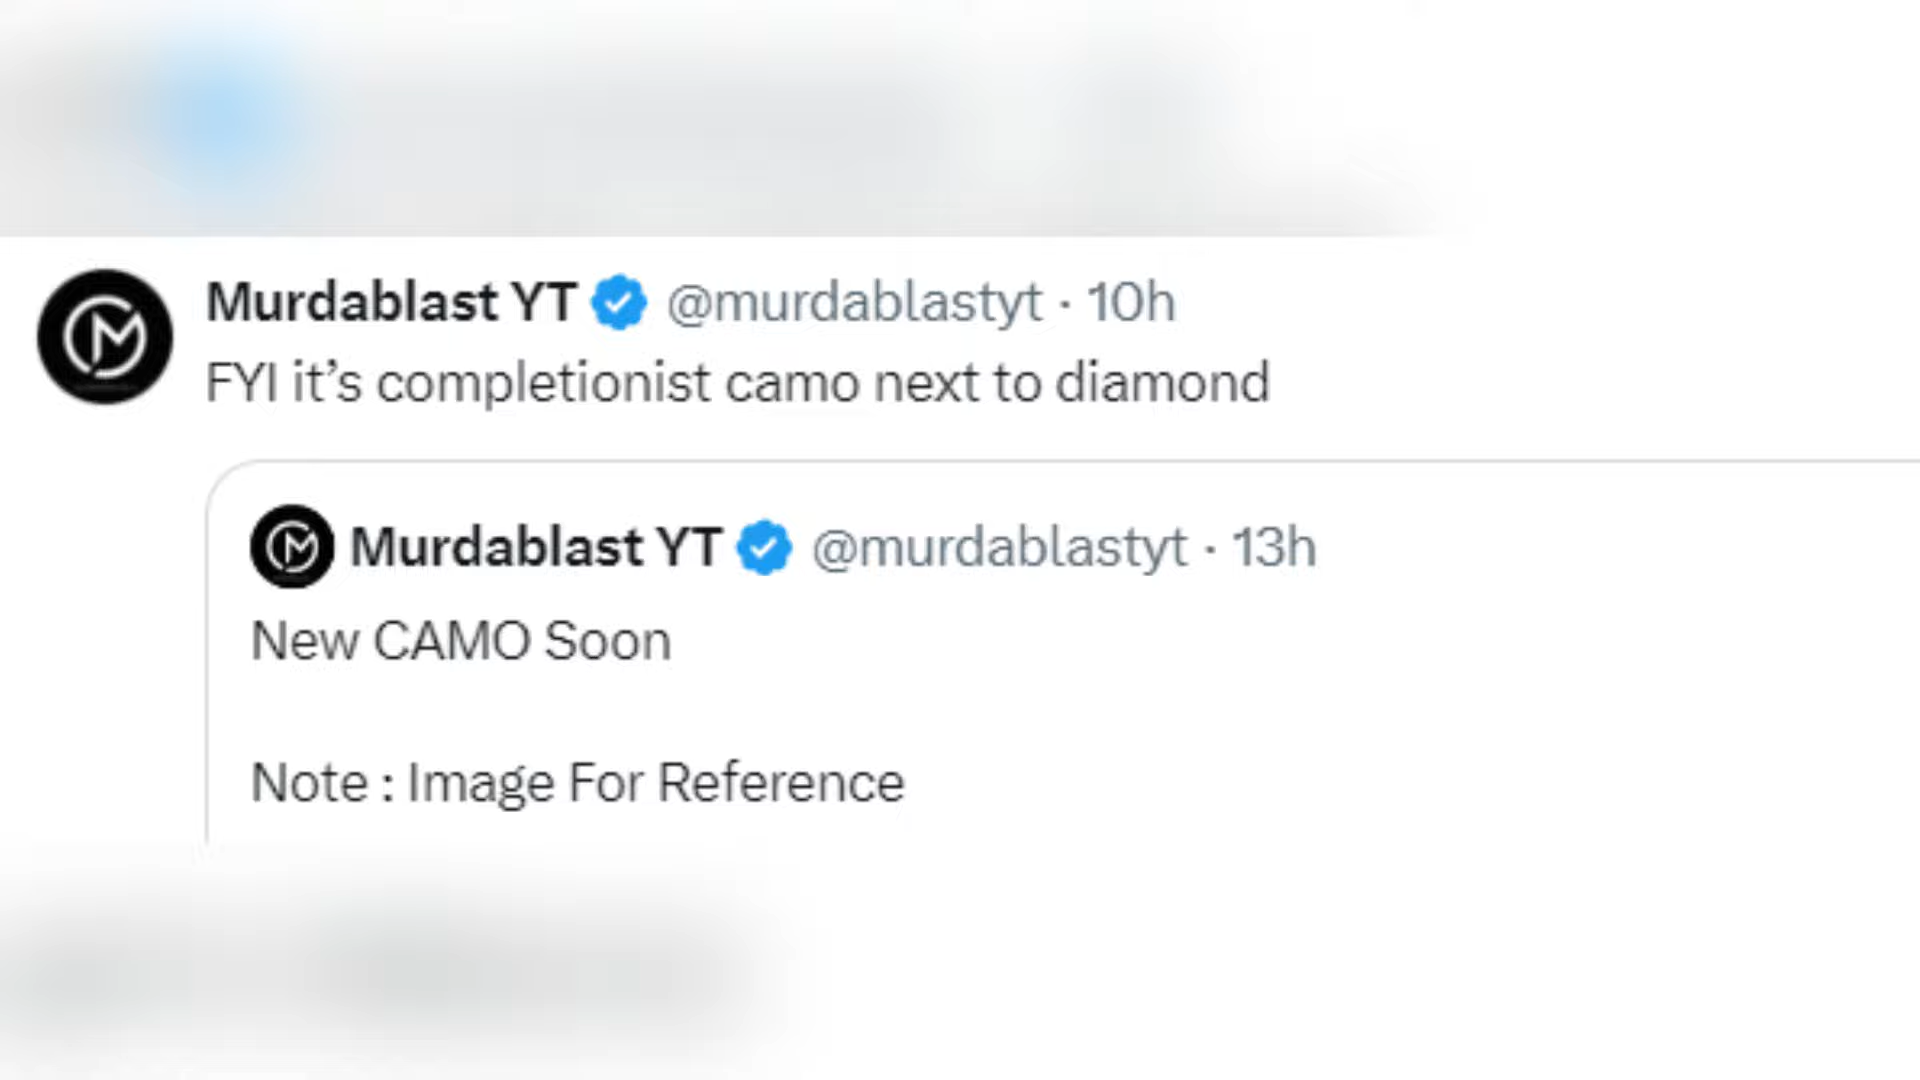 Murdablast YT @murdablastyt · 10h
FYI it’s completionist camo next to diamond
Murdablast YT @murdablastyt · 13h
New CAMO Soon
Note : Image For Reference